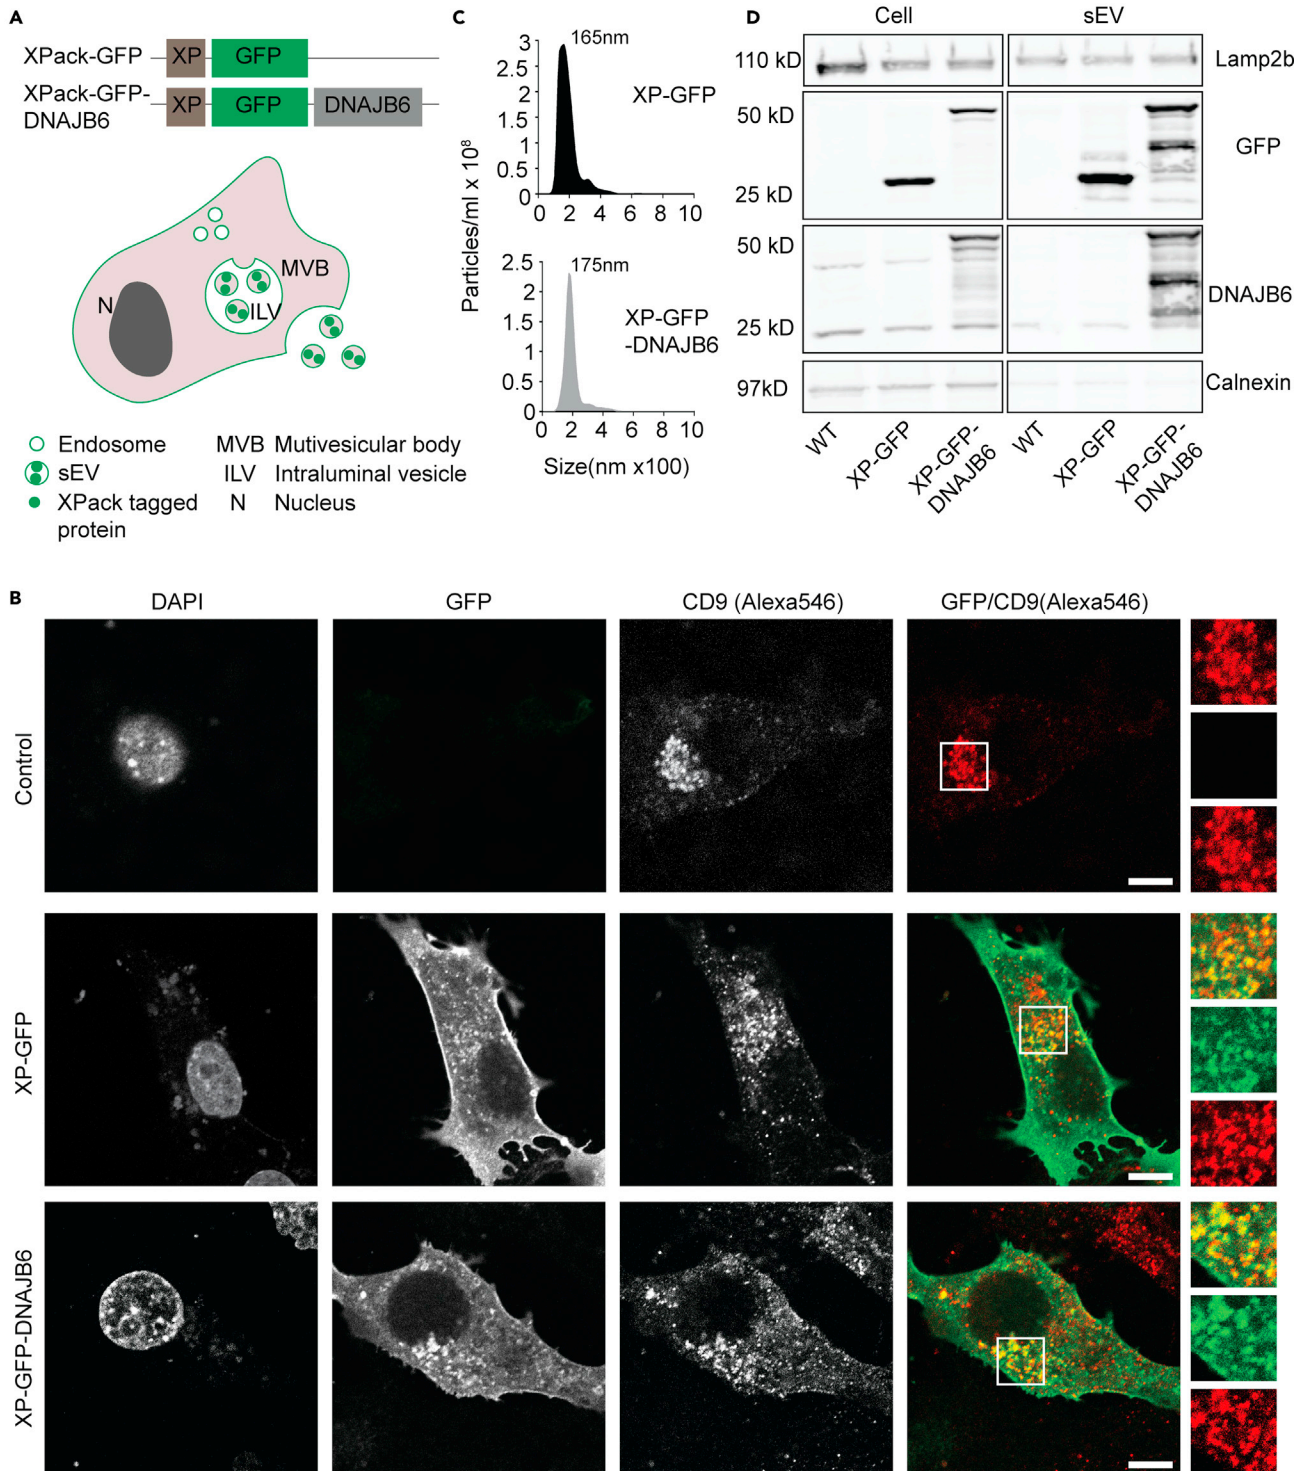 A
XPack-GFP
XP
GFP
XPack-GFP-
DNAJB6
XP
GFP
DNAJB6
N
MVB
ILV
Endosome
sEV
XPack tagged
protein
MVB Mutivesicular body
ILV Intraluminal vesicle
N Nucleus
C
165nm
XP-GFP
3
2.5
2
1.5
1
0.5
0
0 2 4 6 8 10
Particles/ml x 10⁸
175nm
XP-GFP
-DNAJB6
2.5
2
1.5
1
0.5
0
0 2 4 6 8 10
Size(nm x100)
D
Cell sEV
110 kD Lamp2b
50 kD
GFP
25 kD
50 kD
DNAJB6
25 kD
97kD Calnexin
WT
XP-GFP
XP-GFP-
DNAJB6
WT
XP-GFP
XP-GFP-
DNAJB6
B
DAPI GFP CD9 (Alexa546) GFP/CD9(Alexa546)
Control
XP-GFP
XP-GFP-DNAJB6